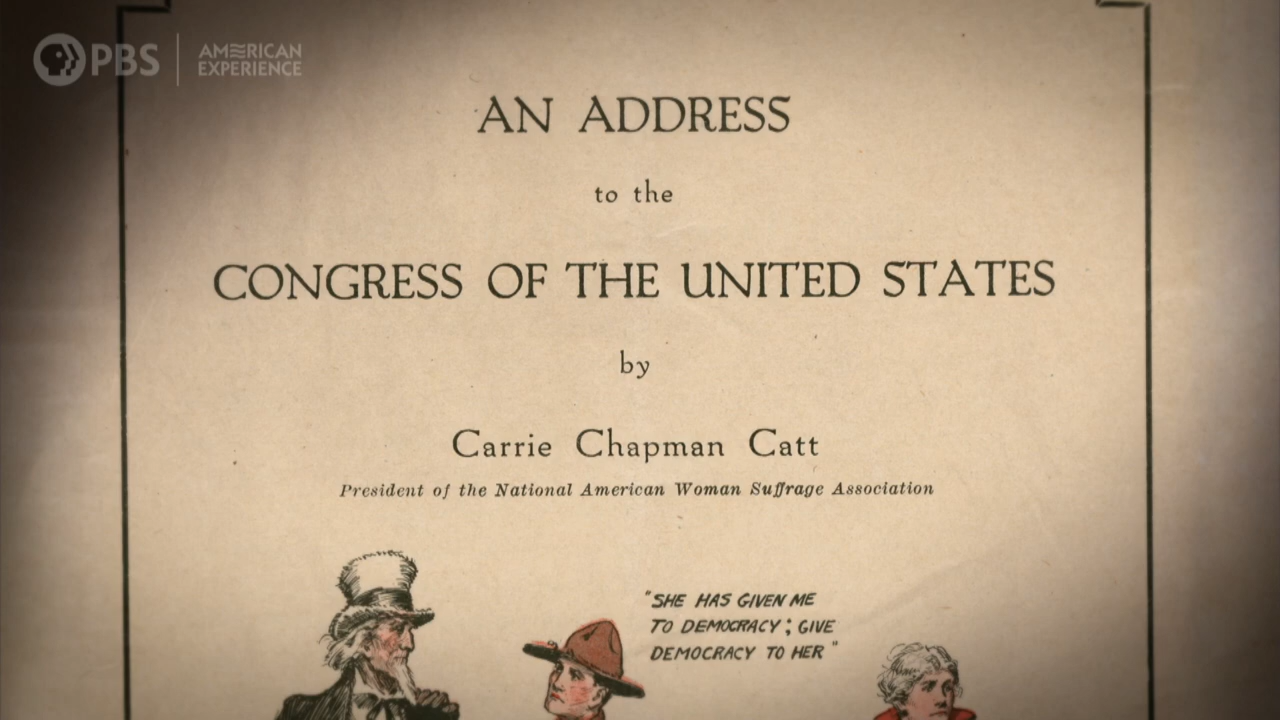 PBS
AMERICAN
EXPERIENCE
AN ADDRESS
to the
CONGRESS OF THE UNITED STATES
by
Carrie Chapman Catt
President of the National American Woman Suffrage Association
"SHE HAS GIVEN ME
TO DEMOCRACY; GIVE
DEMOCRACY TO HER"